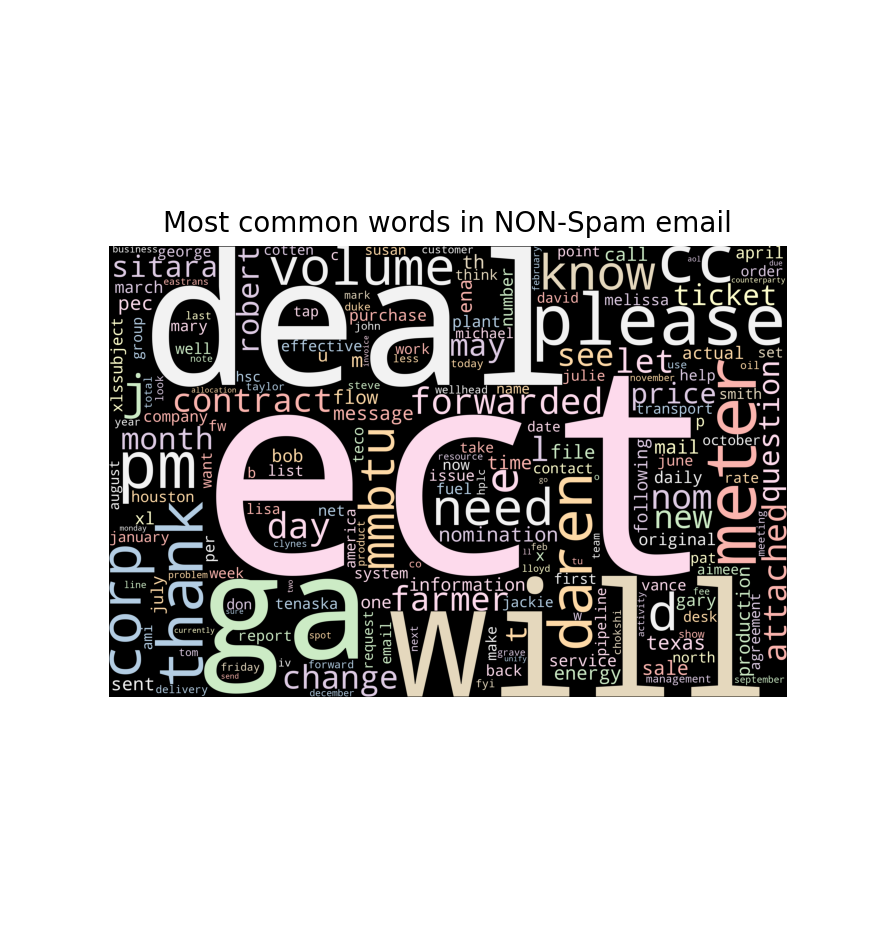 Most common words in NON-Spam email
business
george
cotten
c
susan
customer
th
february
point
call
aol
cc
april
due
sitara
eastrans
robert
volume
think
ena
number
know
order
counterparty
march
deal
mark
duke
pec
last
mary
tap
purchase
john
plant
michael
david
melissa
ticket
please
group
well
note
effective
u
invoice
m
work
less
may
today
see
let
actual
set
xlssubject
total
look
hsc
taylor
steve
wellhead
name
julie
november
use
help
oil
j
allocation
contract
flow
forwarded
price
smith
transport
meter
question
year
company
fw
message
date
p
month
teco
mmbtu
ect
take
resource
now
issue
fuel
hplc
time
e
l
file
contact
go
o
following
mail
october
june
daily
rate
pm
want
bob
b
list
august
houston
need
daren
nom
new
attached
xl
lisa
net
day
clynes
america
product
nomination
original
meeting
monday
january
corp
thank
per
x
feb
ll
lloyd
team
tu
pat
aimee
problem
week
system
co
line
july
ga
two
information
first
will
vance
fee
production
agreement
don
sure
tenaska
one
farmer
jackie
w
pipeline
chokshi
activity
d
gary
desk
ami
currently
report
spot
request
email
next
make
t
texas
show
tom
grave
unify
service
north
friday
send
iv
forward
change
back
energy
sale
management
sent
delivery
december
fyi
september